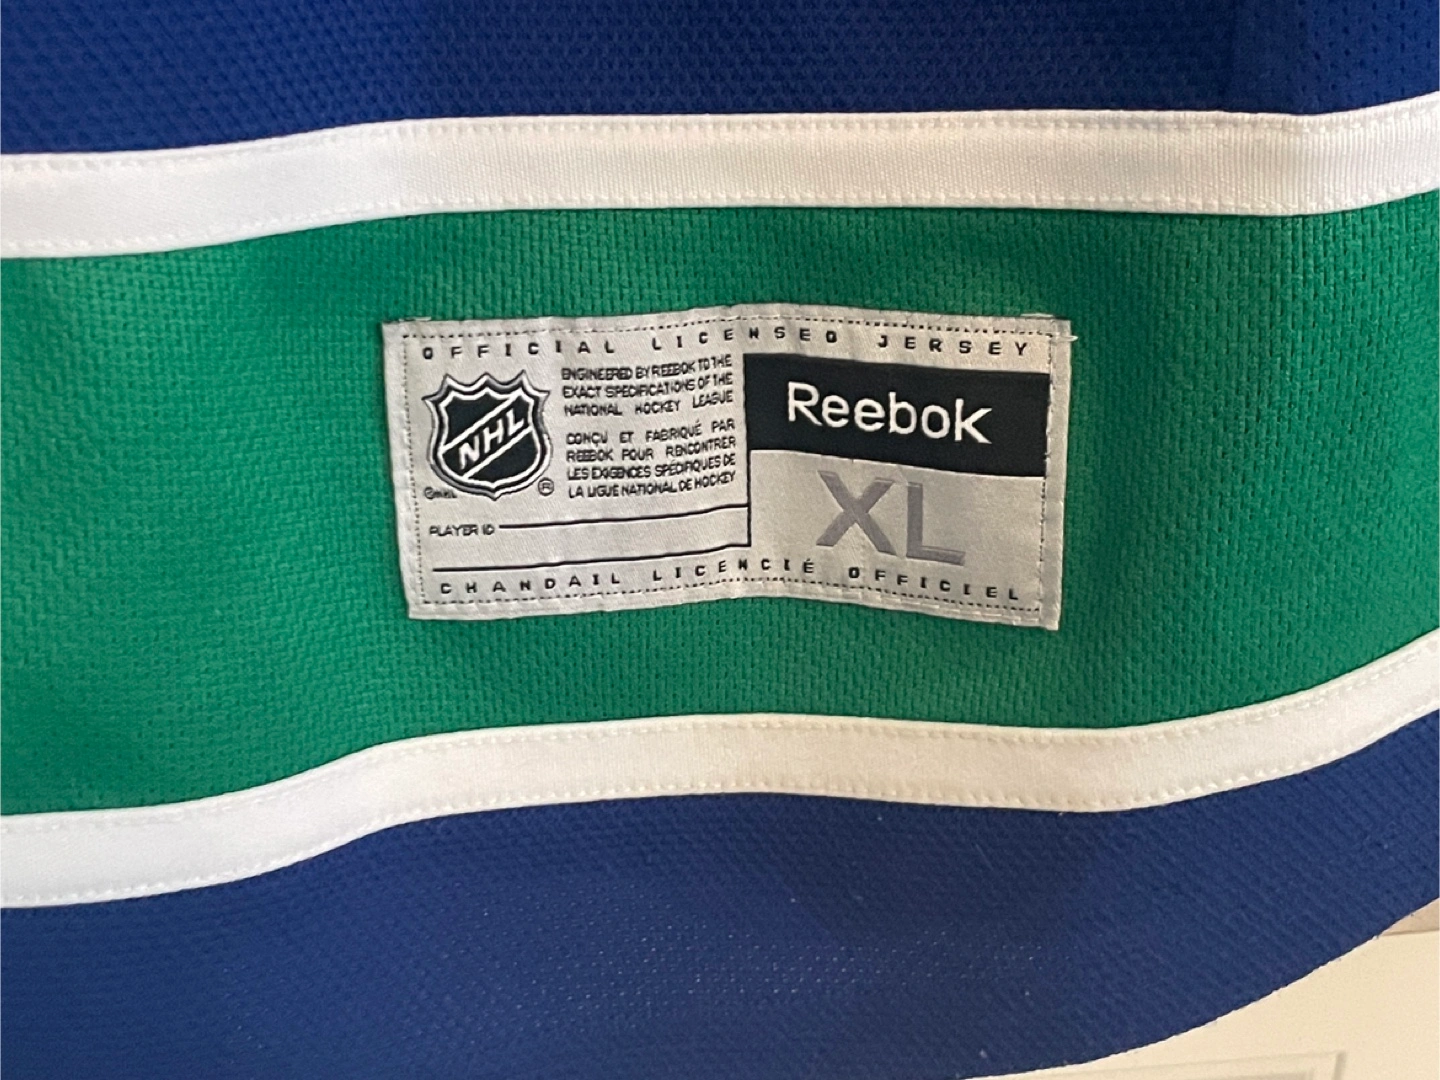 OFFICIAL LICENSED JERSEY
NHL
®
ENGINEERED BY REEBOK TO THE
EXACT SPECIFICATIONS OF THE
NATIONAL HOCKEY LEAGUE
CONÇU ET FABRIQUÉ PAR
REEBOK POUR RENCONTRER
LES EXIGENCES SPÉCIFIQUES DE
LA LIGUE NATIONAL DE HOCKEY
Reebok
XL
PLAYER ID
CHANDAIL LICENCIÉ OFFICIEL